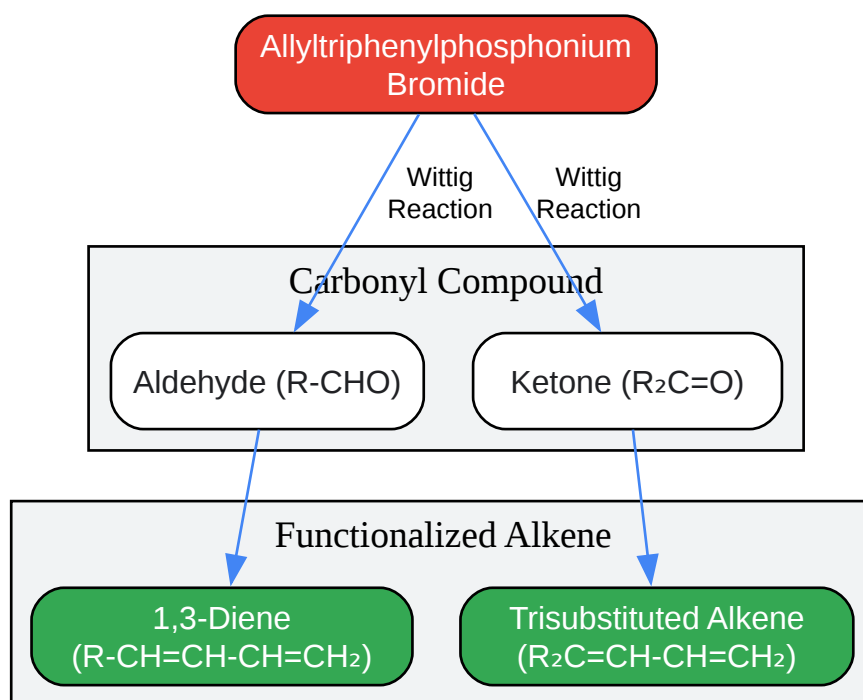 Allyltriphenylphosphonium
Bromide
Wittig
Reaction
Wittig
Reaction
Carbonyl Compound
Aldehyde (R-CHO)
Ketone (R₂C=O)
Functionalized Alkene
1,3-Diene
(R-CH=CH-CH=CH₂)
Trisubstituted Alkene
(R₂C=CH-CH=CH₂)